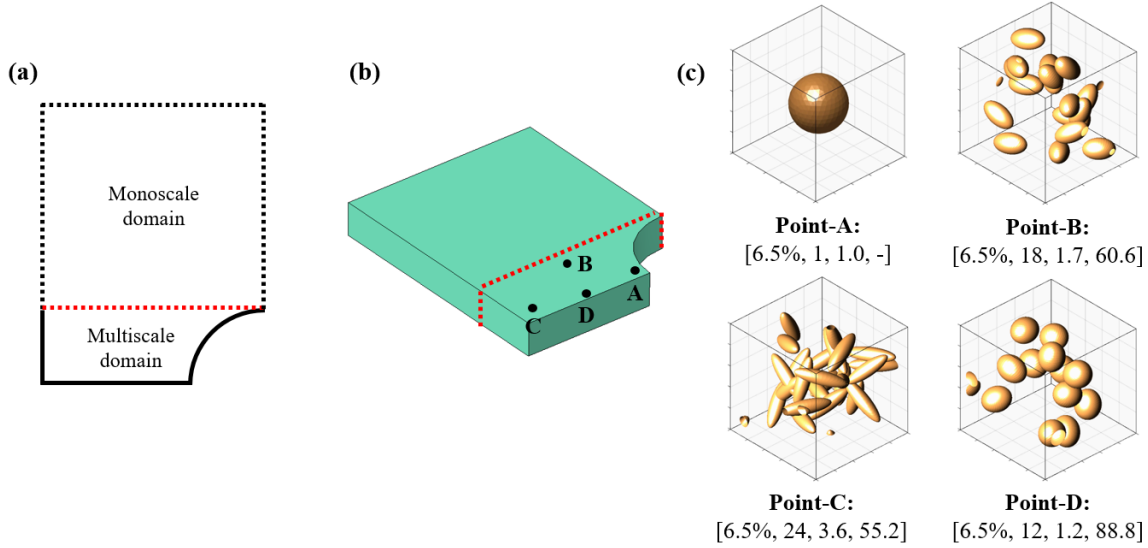 (a)
Monoscale
domain
Multiscale
domain
(b)
B
A
D
C
(c)
Point-A:
[6.5%, 1, 1.0, -]
Point-B:
[6.5%, 18, 1.7, 60.6]
Point-C:
[6.5%, 24, 3.6, 55.2]
Point-D:
[6.5%, 12, 1.2, 88.8]